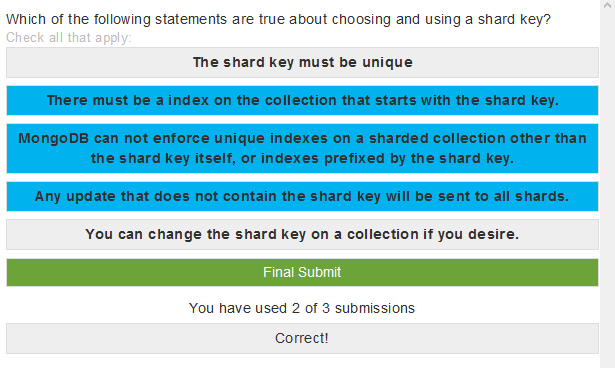 Which of the following statements are true about choosing and using a shard key?
Check all that apply:
The shard key must be unique
There must be a index on the collection that starts with the shard key.
MongoDB can not enforce unique indexes on a sharded collection other than
the shard key itself, or indexes prefixed by the shard key.
Any update that does not contain the shard key will be sent to all shards.
You can change the shard key on a collection if you desire.
Final Submit
You have used 2 of 3 submissions
Correct!